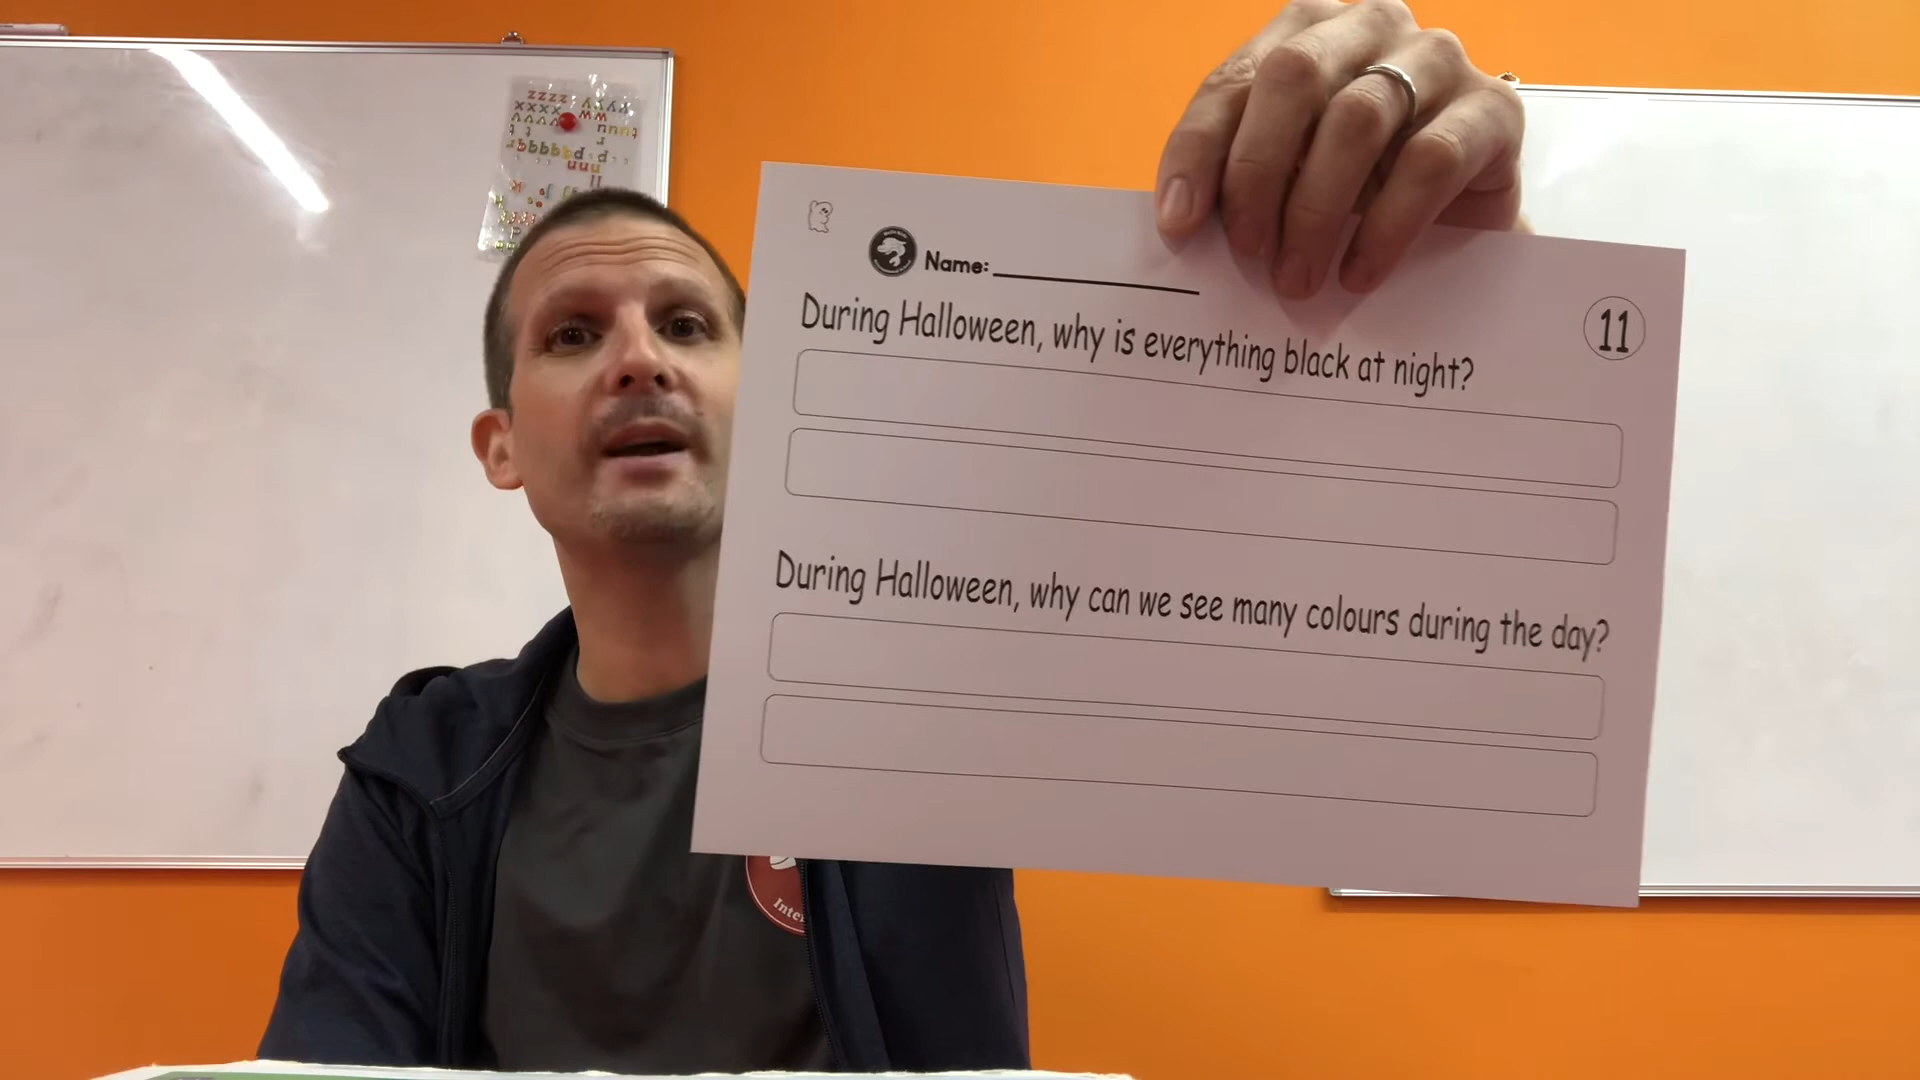 Name:
11
During Halloween, why is everything black at night?
During Halloween, why can we see many colours during the day?
Inte